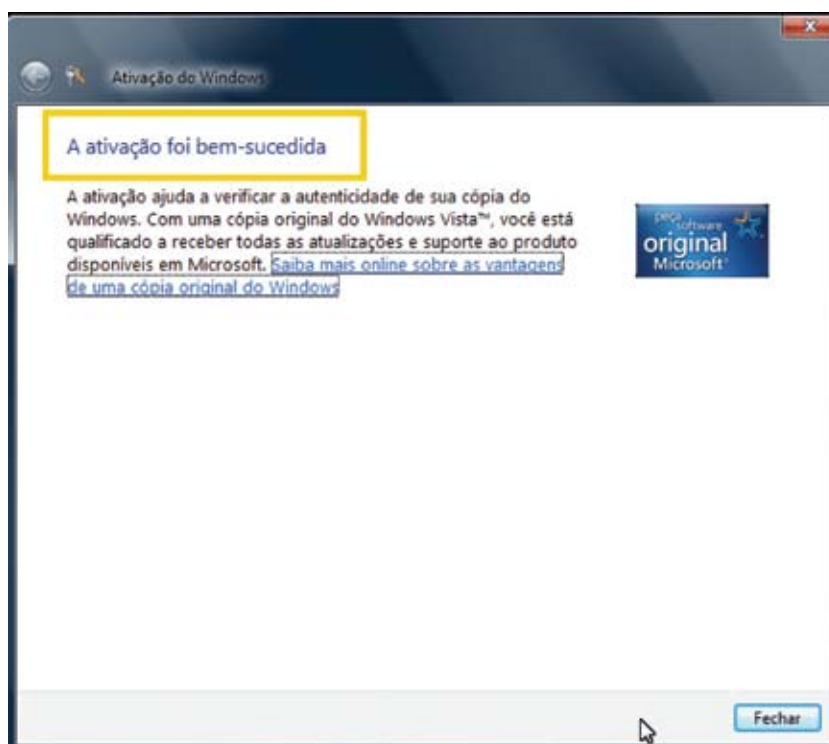 Ativação do Windows
A ativação foi bem-sucedida
A ativação ajuda a verificar a autenticidade de sua cópia do
Windows. Com uma cópia original do Windows Vista™, você está
qualificado a receber todas as atualizações e suporte ao produto
disponíveis em Microsoft. Saiba mais online sobre as vantagens
de uma cópia original do Windows
peça
software
original
Microsoft
Fechar